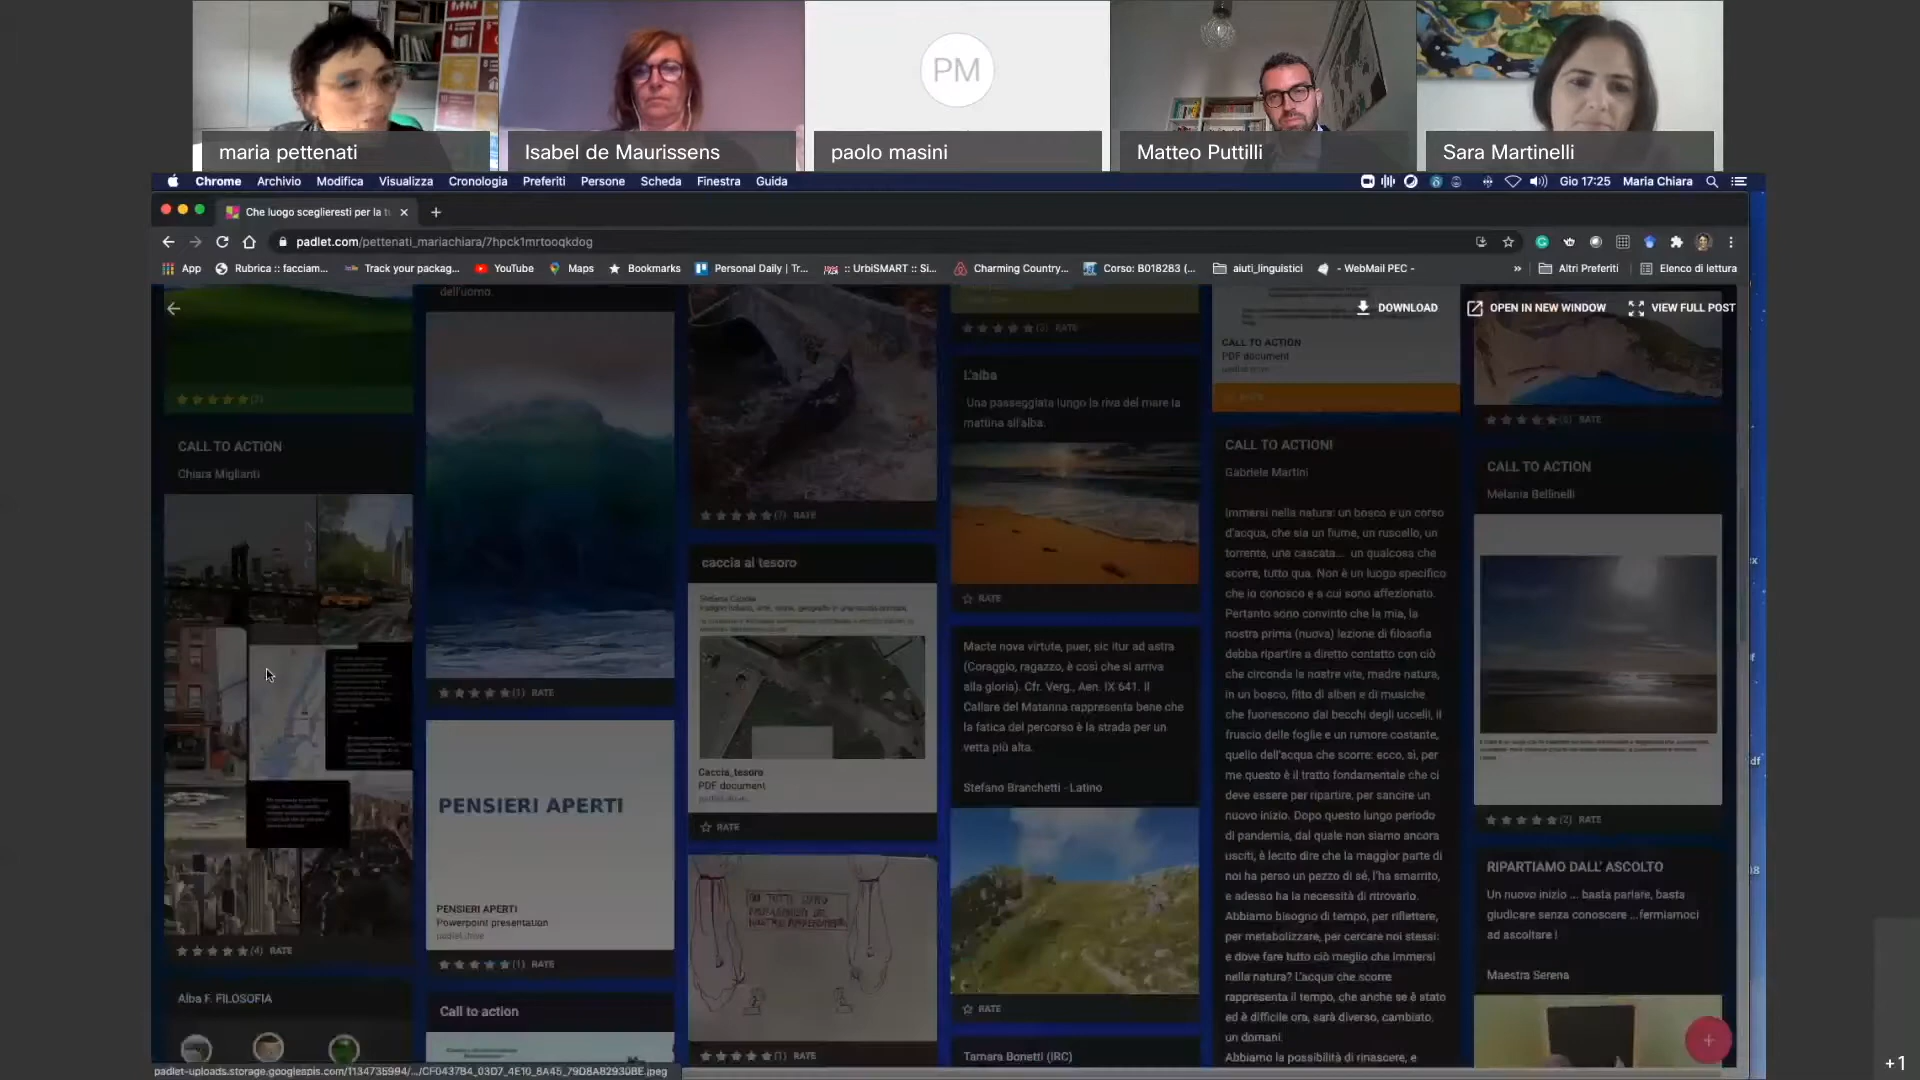 PM
maria pettenati
Isabel de Maurissens
paolo masini
Matteo Puttilli
Sara Martinelli
Chrome Archivio Modifica Visualizza Cronologia Preferiti Persone Scheda Finestra Guida
Gio 17:25 Maria Chiara
Che luogo sceglieresti per la t
padlet.com/pettenati_mariachiara/7hpck1mrtooqkdog
App Rubrica :: facciam... Track your packag... YouTube Maps Bookmarks Personal Daily | Tr... :: UrbiSMART :: Si... Charming Country... Corso: B018283 (... aiuti_linguistici - WebMail PEC - » Altri Preferiti Elenco di lettura
DOWNLOAD OPEN IN NEW WINDOW VIEW FULL POST
CALL TO ACTION
Chiara Miglianti
(4) RATE
Alba F. FILOSOFIA
dell'uomo.
(1) RATE
PENSIERI APERTI
PENSIERI APERTI
Powerpoint presentation
(1) RATE
Call to action
RATE
caccia al tesoro
Caccia_tesoro
PDF document
RATE
(1) RATE
RATE
L'alba
Una passeggiata lungo la riva del mare la
mattina all'alba.
RATE
Macte nova virtute, puer, sic itur ad astra
(Coraggio, ragazzo, è così che si arriva
alla gloria). Cfr. Verg., Aen. IX 641. Il
Callare del Matanna rappresenta bene che
la fatica del percorso è la strada per un
vetta più alta.
Stefano Branchetti - Latino
RATE
Tamara Bonetti (IRC)
CALL TO ACTION
PDF document
CALL TO ACTION!
Gabriele Martini
Immersi nella natura: un bosco e un corso
d'acqua, che sia un fiume, un ruscello, un
torrente, una cascata... un qualcosa che
scorre, tutto qua. Non è un luogo specifico
che io conosco e a cui sono affezionato.
Pertanto sono convinto che la mia, la
nostra prima (nuova) lezione di filosofia
debba ripartire a diretto contatto con ciò
che circonda le nostre vite, madre natura,
in un bosco, fitto di alberi e di musiche
che fuoriescono dai becchi degli uccelli, il
fruscio delle foglie e un rumore costante,
quello dell'acqua che scorre: ecco, sì, per
me questo è il tratto fondamentale che ci
deve essere per ripartire, per sancire un
nuovo inizio. Dopo questo lungo periodo
di pandemia, dal quale non siamo ancora
usciti, è lecito dire che la maggior parte di
noi ha perso un pezzo di sé, l'ha smarrito,
e adesso ha la necessità di ritrovarlo.
Abbiamo bisogno di tempo, per riflettere,
per metabolizzare, per cercare noi stessi:
e dove fare tutto ciò meglio che immersi
nella natura? L'acqua che scorre
rappresenta il tempo, che anche se è stato
ed è difficile ora, sarà diverso, cambiato,
un domani.
Abbiamo la possibilità di rinascere, e
RATE
CALL TO ACTION
Melania Bellinelli
(2) RATE
RIPARTIAMO DALL' ASCOLTO
Un nuovo inizio ... basta parlare, basta
giudicare senza conoscere ...fermiamoci
ad ascoltare !
Maestra Serena
+1